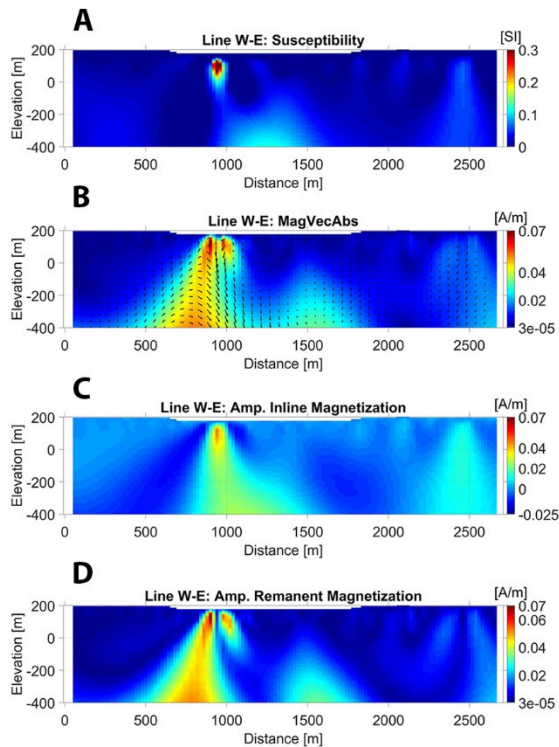 A
Line W-E: Susceptibility
[SI]
200
0
-200
-400
Elevation [m]
0 500 1000 1500 2000 2500
Distance [m]
0.3
0.2
0.1
0
B
Line W-E: MagVecAbs
[A/m]
200
0
-200
-400
Elevation [m]
0 500 1000 1500 2000 2500
Distance [m]
0.07
0.04
0.02
3e-05
C
Line W-E: Amp. Inline Magnetization
[A/m]
200
0
-200
-400
Elevation [m]
0 500 1000 1500 2000 2500
Distance [m]
0.07
0.04
0.02
0
-0.025
D
Line W-E: Amp. Remanent Magnetization
[A/m]
200
0
-200
-400
Elevation [m]
0 500 1000 1500 2000 2500
Distance [m]
0.07
0.06
0.04
0.02
3e-05